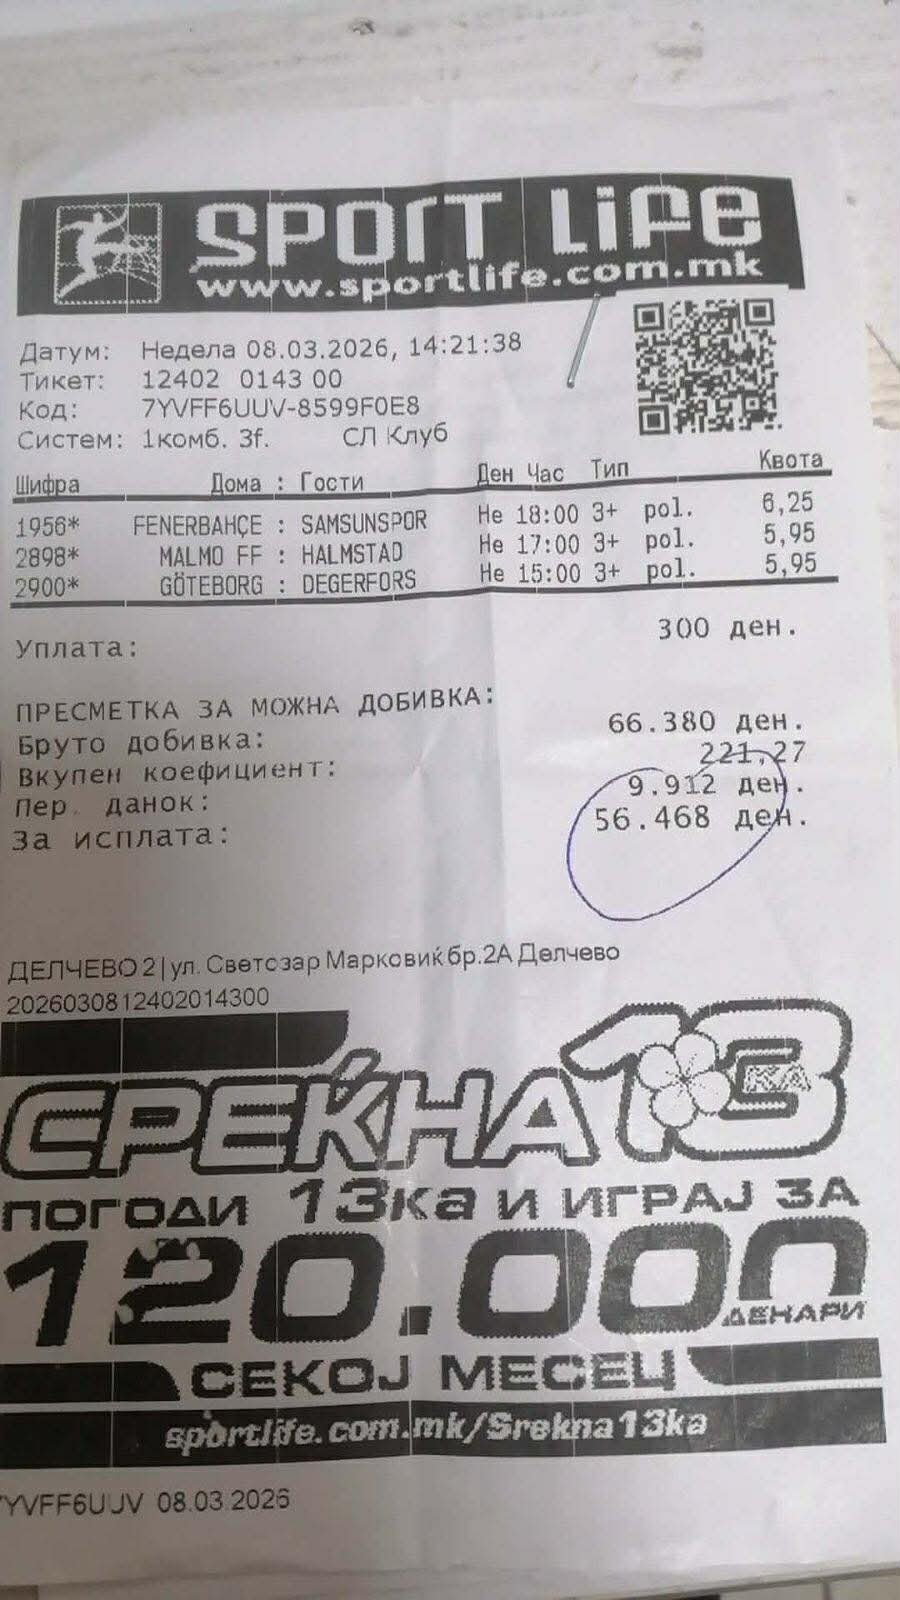 SPORT LIFE
www.sportlife.com.mk
Датум: Недела 08.03.2026, 14:21:38
Тикет: 12402 0143 00
Код: 7YVFF6UUV-8599F0E8
Систем: 1комб. 3f. СЛ Клуб
Шифра Дома : Гости Ден Час Тип Квота
1956* FENERBAHÇE : SAMSUNSPOR Не 18:00 3+ pol. 6,25
2898* MALMO FF : HALMSTAD Не 17:00 3+ pol. 5,95
2900* GÖTEBORG : DEGERFORS Не 15:00 3+ pol. 5,95
Уплата: 300 ден.
ПРЕСМЕТКА ЗА МОЖНА ДОБИВКА:
Бруто добивка: 66.380 ден.
Вкупен коефициент: 221,27
Пер. данок: 9.912 ден.
За исплата: 56.468 ден.
ДЕЛЧЕВО 2|ул. Светозар Марковиќ бр.2А Делчево
2026030812402014300
СРЕЌНА 13КА
ПОГОДИ 13ка И ИГРАЈ ЗА
120.000 ДЕНАРИ
СЕКОЈ МЕСЕЦ
sportlife.com.mk/Srekna13ka
7YVFF6UUV 08.03.2026